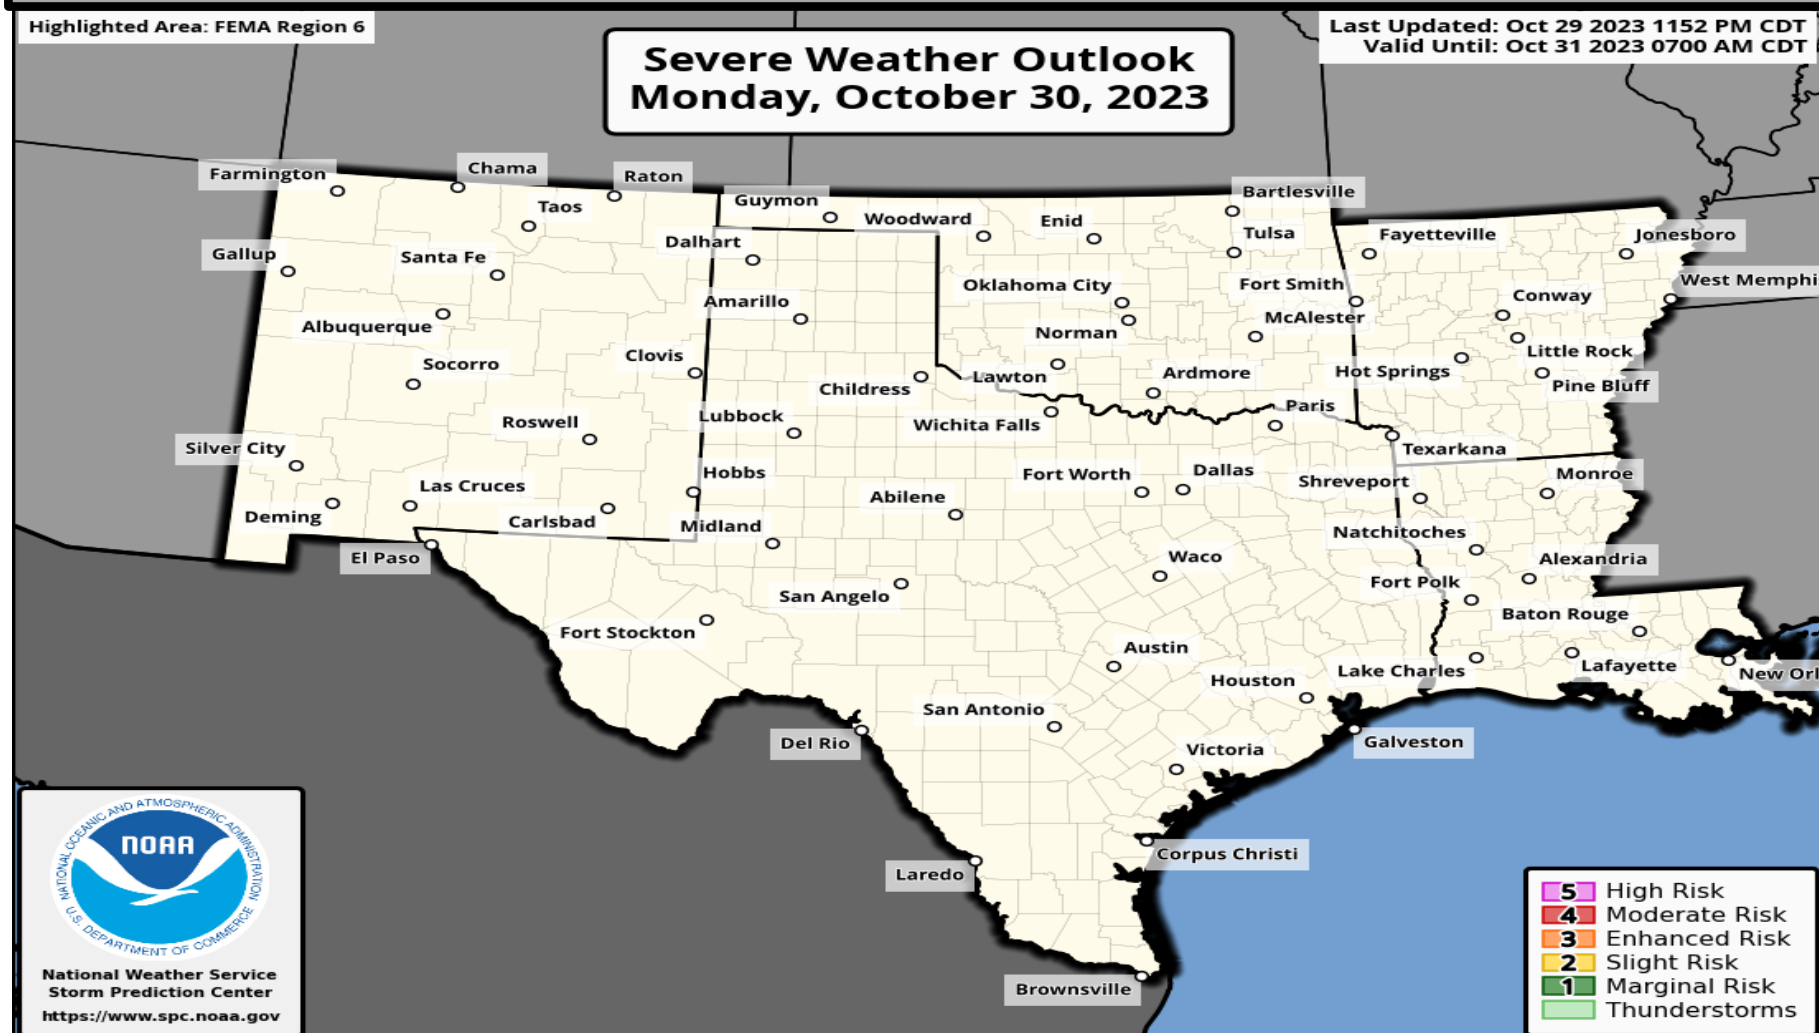 Highlighted Area: FEMA Region 6
Severe Weather Outlook
Monday, October 30, 2023
Last Updated: Oct 29 2023 1152 PM CDT
Valid Until: Oct 31 2023 0700 AM CDT
Farmington
Chama
Raton
Taos
Guymon
Woodward
Enid
Bartlesville
Gallup
Santa Fe
Dalhart
Tulsa
Fayetteville
Jonesboro
Albuquerque
Amarillo
Oklahoma City
Fort Smith
Conway
West Memphi
Norman
McAlester
Socorro
Clovis
Childress
Lawton
Ardmore
Hot Springs
Little Rock
Pine Bluff
Roswell
Lubbock
Wichita Falls
Paris
Texarkana
Silver City
Las Cruces
Hobbs
Abilene
Fort Worth
Dallas
Shreveport
Monroe
Deming
Carlsbad
Midland
Natchitoches
El Paso
San Angelo
Waco
Fort Polk
Alexandria
Fort Stockton
Austin
Baton Rouge
Houston
Lake Charles
Lafayette
New Orl
San Antonio
Del Rio
Victoria
Galveston
Laredo
Corpus Christi
Brownsville
NATIONAL OCEANIC AND ATMOSPHERIC ADMINISTRATION
NOAA
U.S. DEPARTMENT OF COMMERCE
National Weather Service
Storm Prediction Center
https://www.spc.noaa.gov
5 High Risk
4 Moderate Risk
3 Enhanced Risk
2 Slight Risk
1 Marginal Risk
Thunderstorms